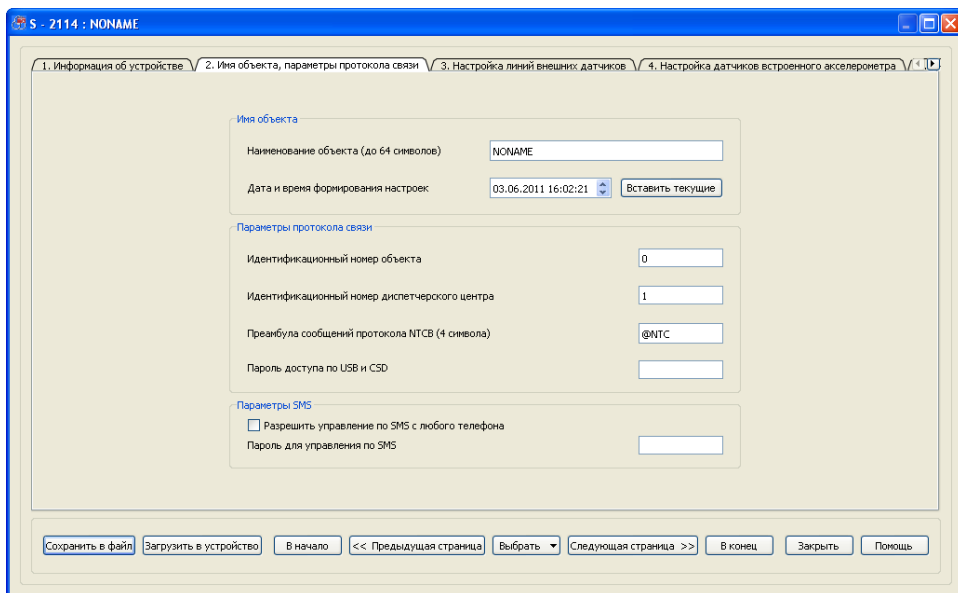 S - 2114 : NONAME
1. Информация об устройстве 2. Имя объекта, параметры протокола связи 3. Настройка линий внешних датчиков 4. Настройка датчиков встроенного акселерометра
Имя объекта
Наименование объекта (до 64 символов) NONAME
Дата и время формирования настроек 03.06.2011 16:02:21 Вставить текущие
Параметры протокола связи
Идентификационный номер объекта 0
Идентификационный номер диспетчерского центра 1
Преамбула сообщений протокола NTCB (4 символа) @NTC
Пароль доступа по USB и CSD
Параметры SMS
Разрешить управление по SMS с любого телефона
Пароль для управления по SMS
Сохранить в файл Загрузить в устройство В начало << Предыдущая страница Выбрать Следующая страница >> В конец Закрыть Помощь